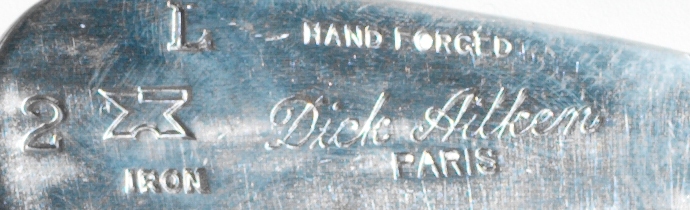 L HAND FORGED
2 Dick Aitken
IRON PARIS